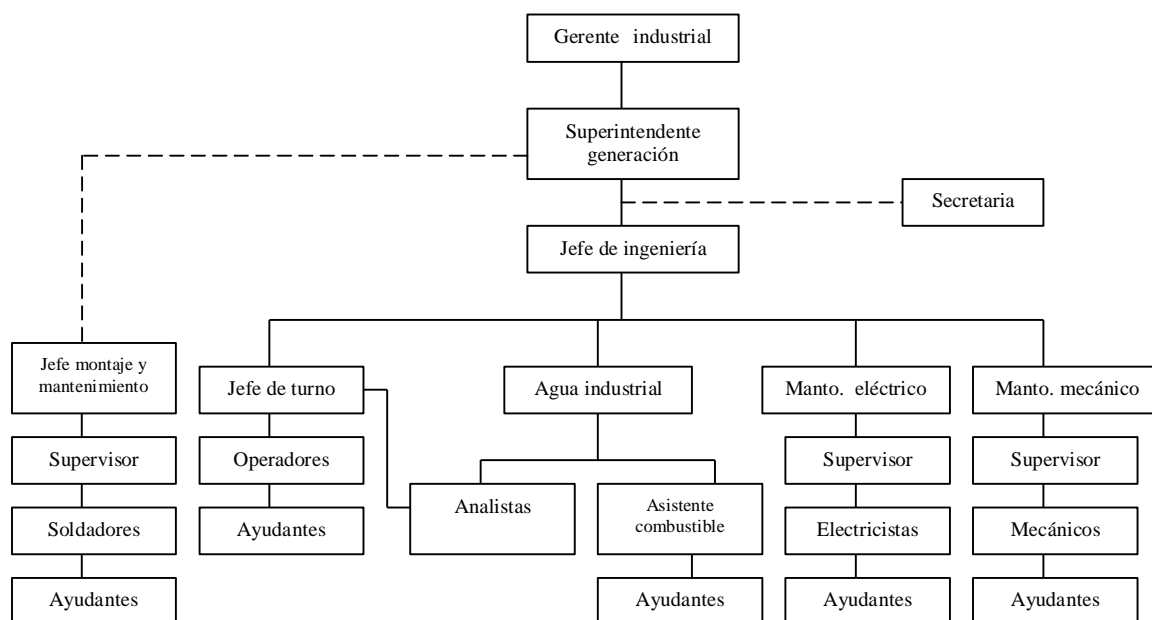 Gerente industrial
Superintendente
generación
Secretaria
Jefe de ingeniería
Jefe montaje y
mantenimiento
Jefe de turno
Agua industrial
Manto. eléctrico
Manto. mecánico
Supervisor
Operadores
Supervisor
Supervisor
Analistas
Asistente
combustible
Soldadores
Ayudantes
Electricistas
Mecánicos
Ayudantes
Ayudantes
Ayudantes
Ayudantes